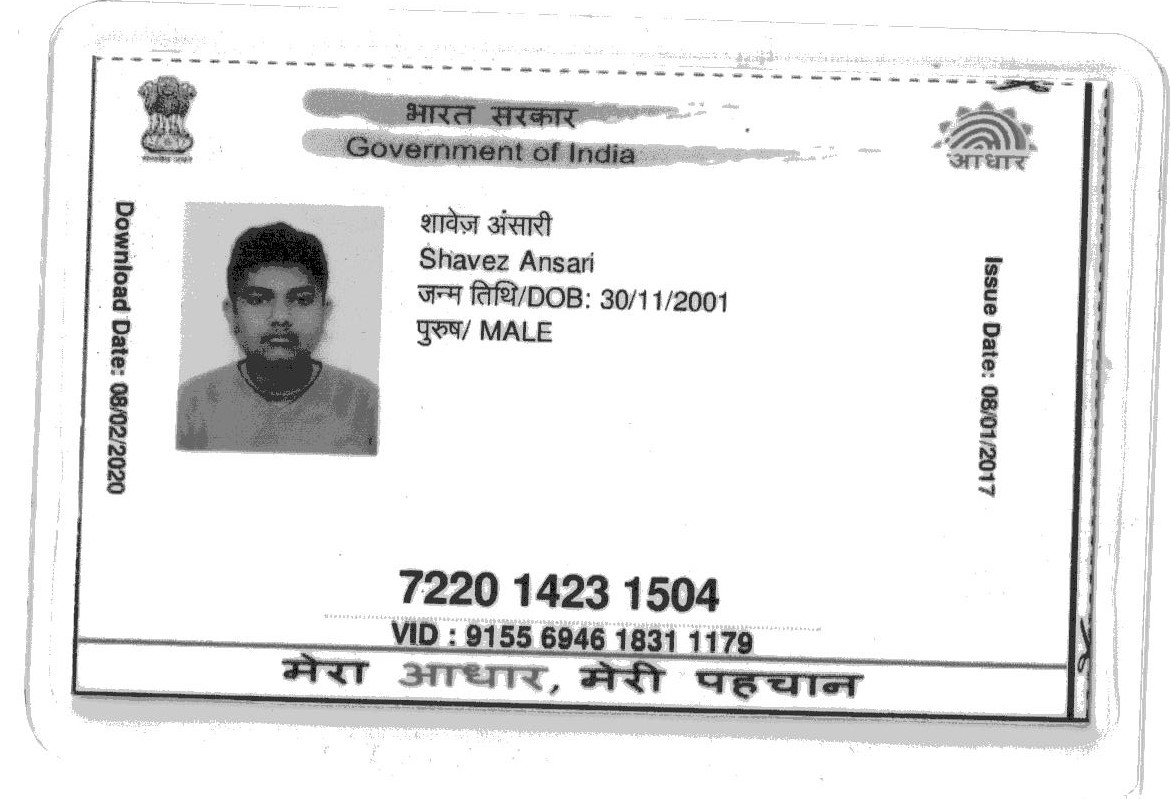 भारत सरकार
Government of India
आधार
Download Date: 08/02/2020
शावेज़ अंसारी
Shavez Ansari
जन्म तिथि/DOB: 30/11/2001
पुरुष/ MALE
Issue Date: 08/01/2017
7220 1423 1504
VID : 9155 6946 1831 1179
मेरा आधार, मेरी पहचान